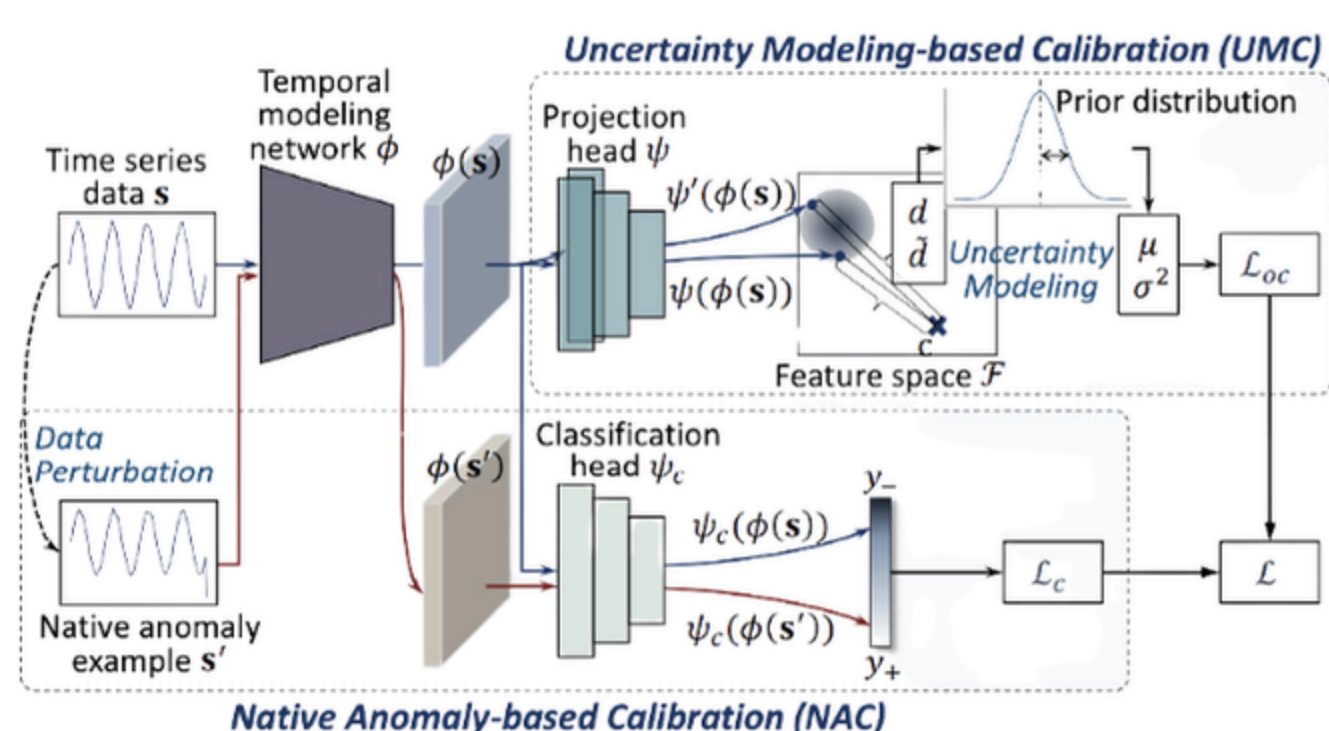 Uncertainty Modeling-based Calibration (UMC)
Temporal
modeling
network ϕ
Time series
data s
ϕ(s)
Projection
head ψ
ψ′(ϕ(s))
ψ(ϕ(s))
d
d̃
c
Feature space ℱ
Prior distribution
Uncertainty
Modeling
μ
σ²
ℒoc
Data
Perturbation
Native anomaly
example s′
ϕ(s′)
Classification
head ψc
ψc(ϕ(s))
ψc(ϕ(s′))
y−
y+
ℒc
ℒ
Native Anomaly-based Calibration (NAC)